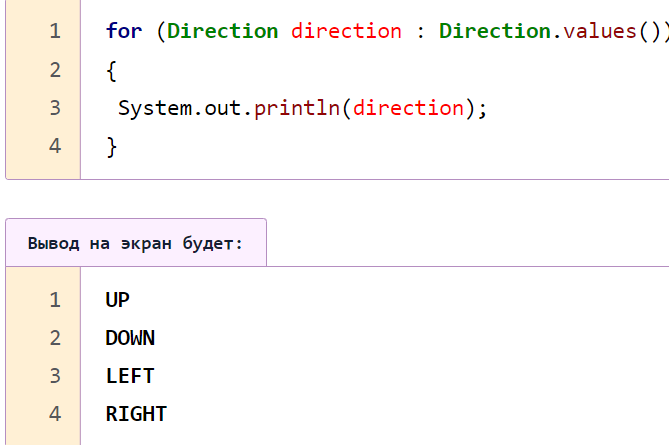 1 for (Direction direction : Direction.values())
2 {
3 System.out.println(direction);
4 }
Вывод на экран будет:
1 UP
2 DOWN
3 LEFT
4 RIGHT